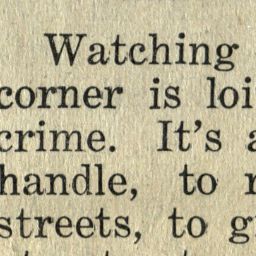 Watching
corner is loi
crime. It's a
handle, to r
streets, to g